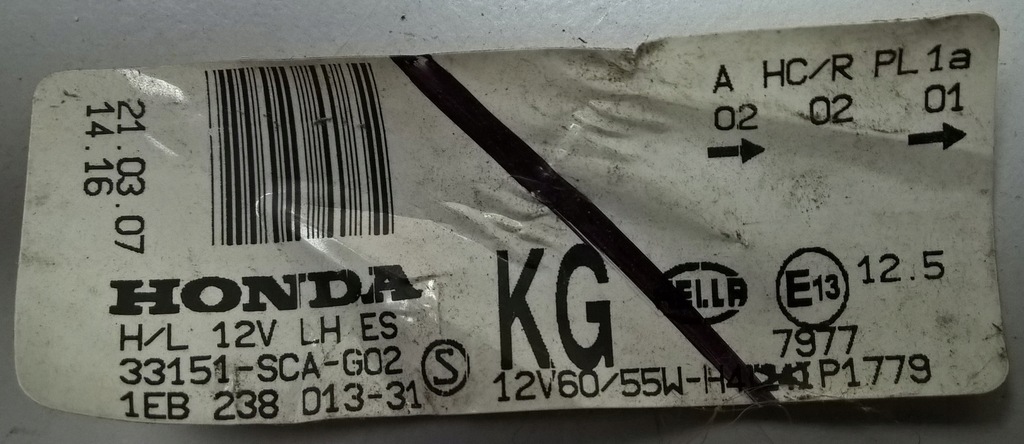 21.03.07
14.16
A HC/R PL 1a
02 02 01
HONDA
H/L 12V LH ES
33151-SCA-G02
1EB 238 013-31
S
KG
HELLA
E13 12.5
7977
12V60/55W-H4 P1779